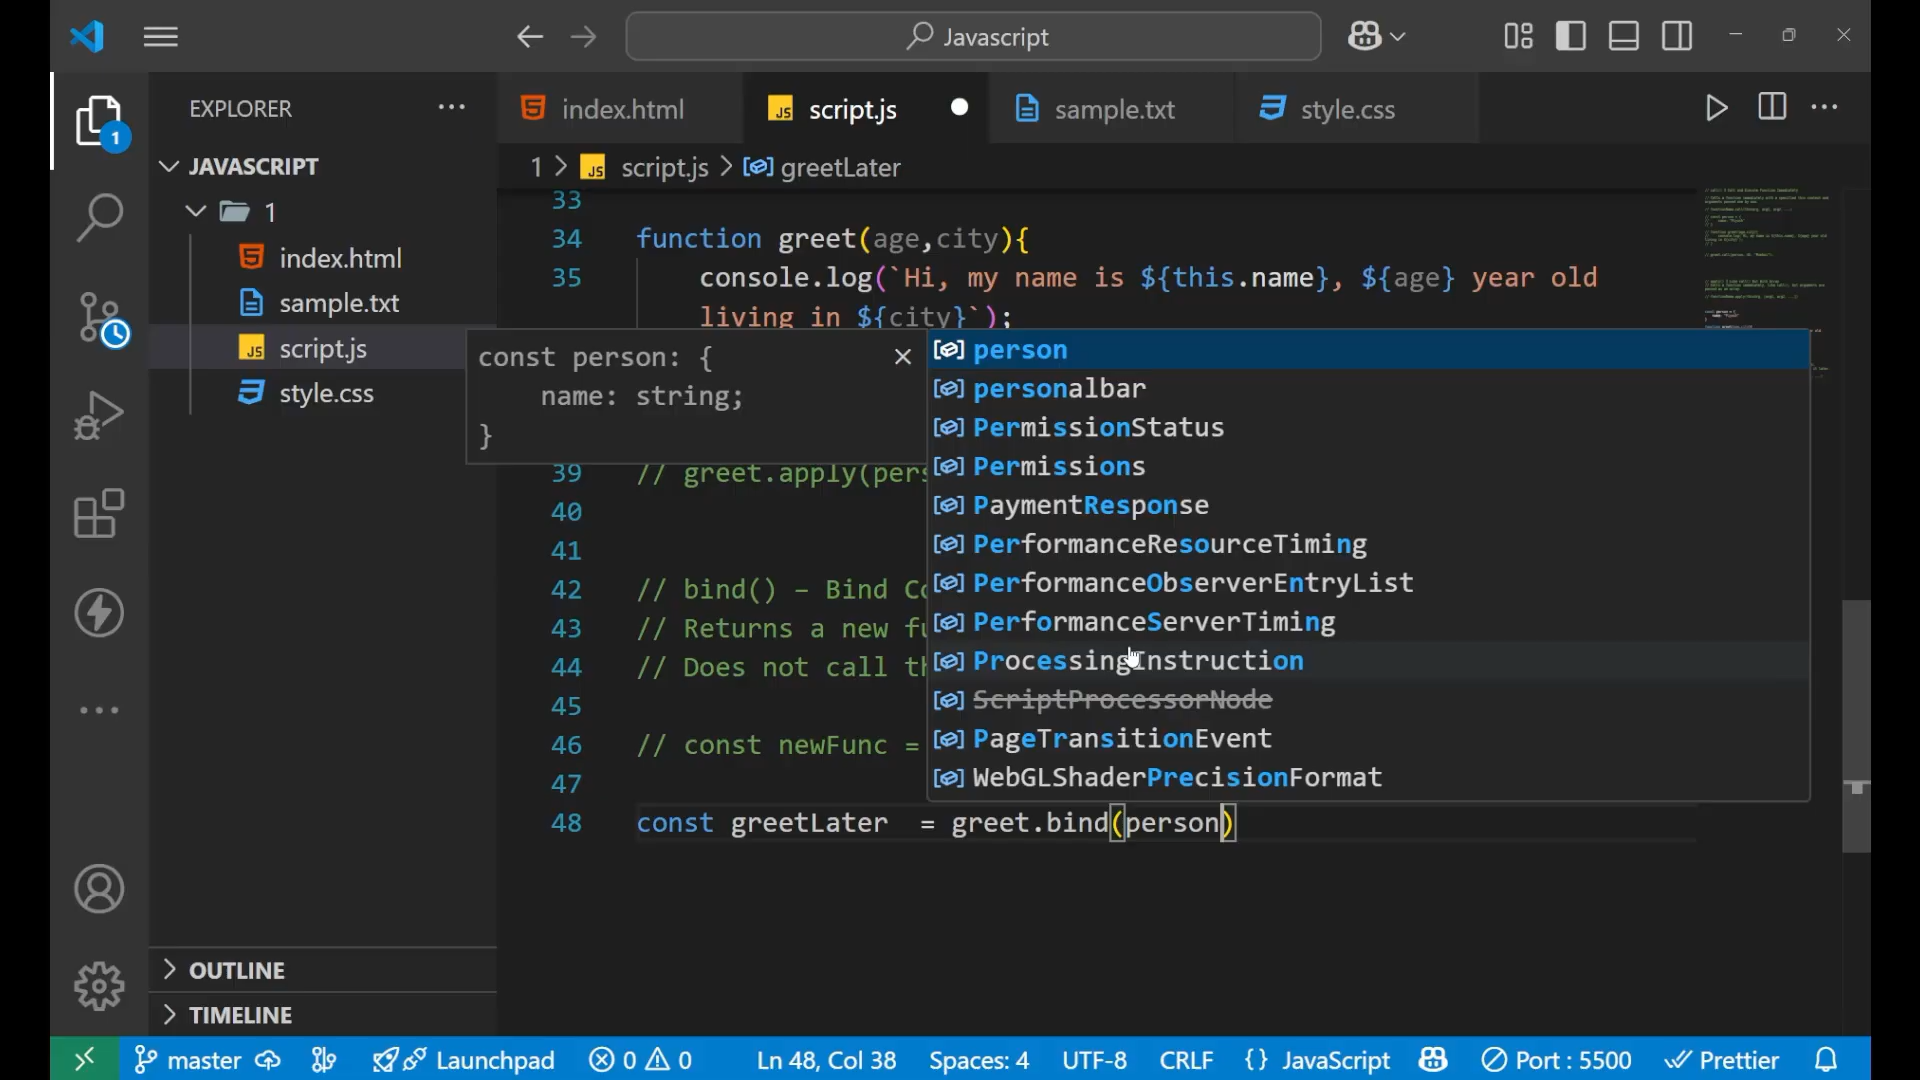 Javascript
EXPLORER
index.html
script.js
sample.txt
style.css
JAVASCRIPT
1 > script.js > greetLater
1
index.html
sample.txt
script.js
style.css
1
33
34 function greet(age,city){
35 console.log(`Hi, my name is ${this.name}, ${age} year old
living in ${city}`);
const person: {
name: string;
}
person
personalbar
PermissionStatus
Permissions
PaymentResponse
PerformanceResourceTiming
PerformanceObserverEntryList
PerformanceServerTiming
ProcessingInstruction
ScriptProcessorNode
PageTransitionEvent
WebGLShaderPrecisionFormat
39 // greet.apply(pers
40
41
42 // bind() – Bind Co
43 // Returns a new fu
44 // Does not call th
45
46 // const newFunc =
47
48 const greetLater  = greet.bind(person)
OUTLINE
TIMELINE
master
Launchpad
0
0
Ln 48, Col 38
Spaces: 4
UTF-8
CRLF
{} JavaScript
Port : 5500
Prettier